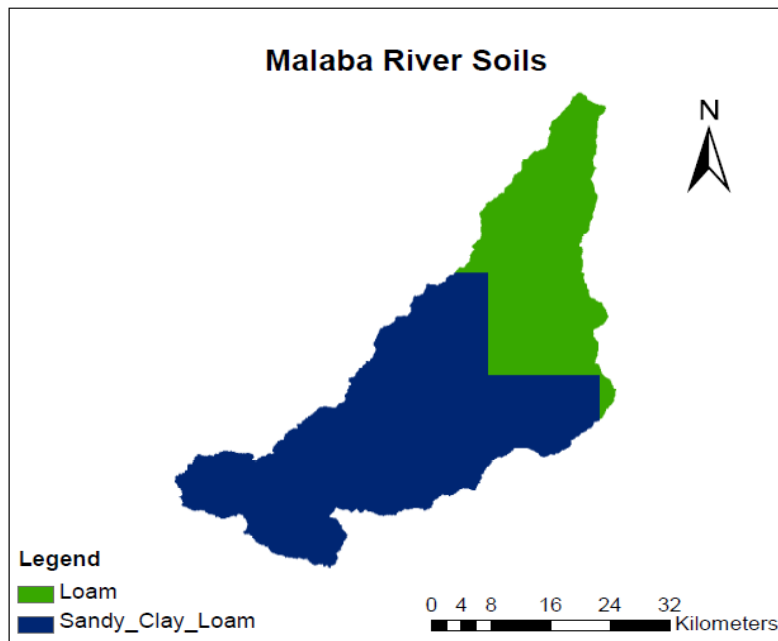 Malaba River Soils
N
Legend
Loam
Sandy_Clay_Loam
0 4 8 16 24 32
Kilometers